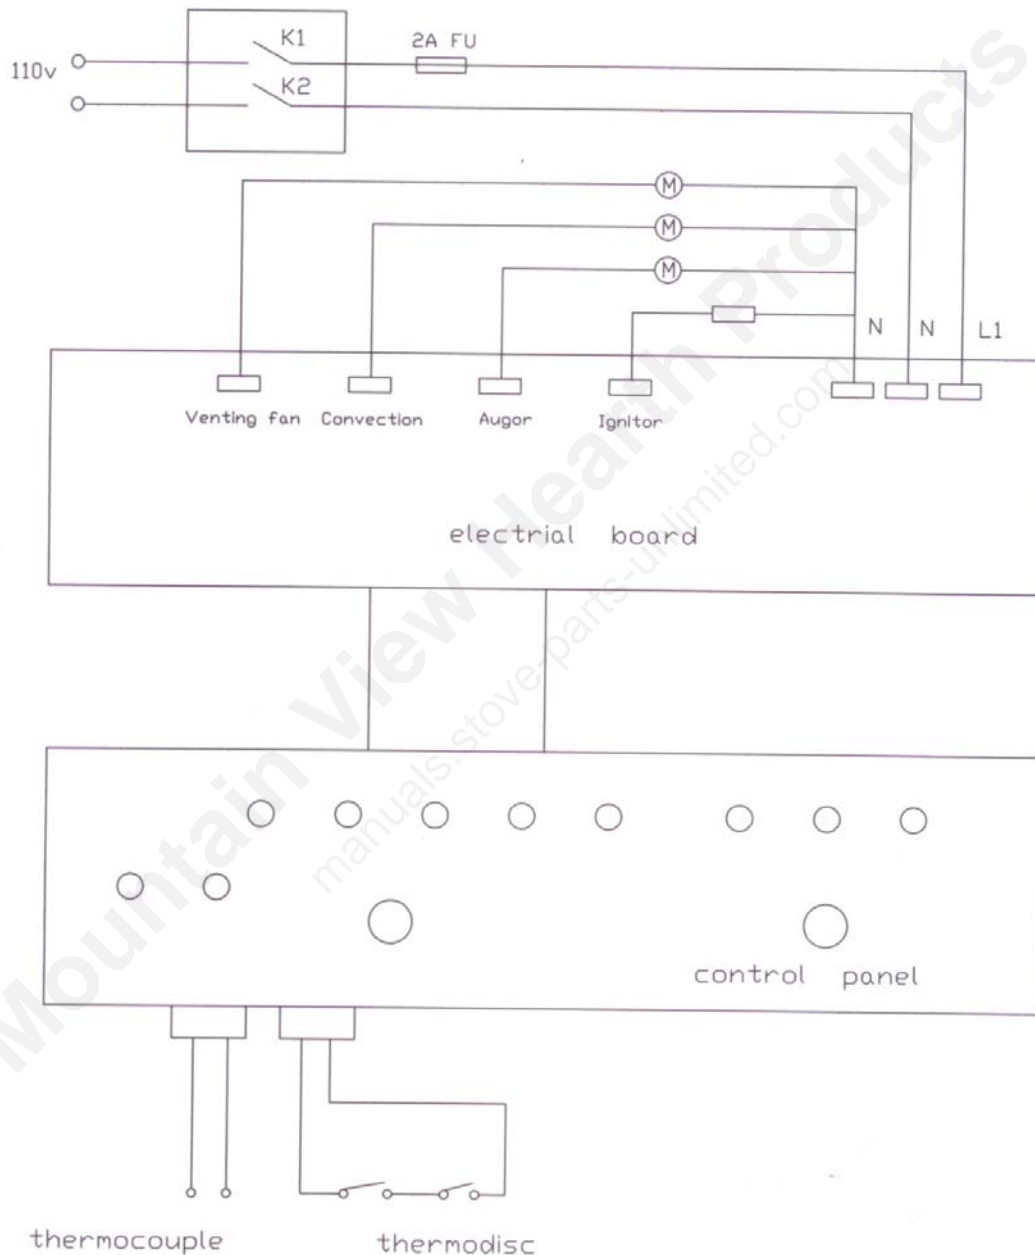 K1
2A FU
110v
K2
M
M
M
N N L1
Venting fan Convection Augor Ignitor
electrial board
control panel
thermocouple thermodisc
Mountain View Hearth Products
manuals.stove-parts-unlimited.com